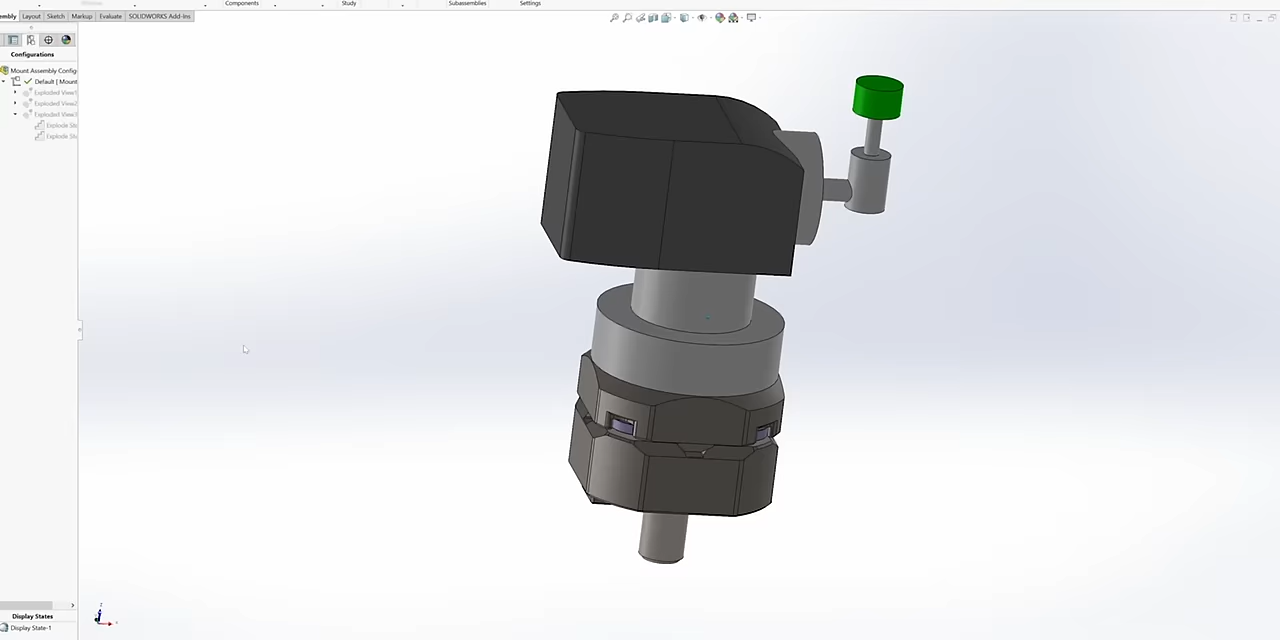 Components Study Subassemblies Settings
mbly Layout Sketch Markup Evaluate SOLIDWORKS Add-Ins
Configurations
Mount Assembly Config
Default [Mount
Exploded View1
Exploded View2
Exploded View3
Explode Ste
Explode Ste
Display States
Display State-1